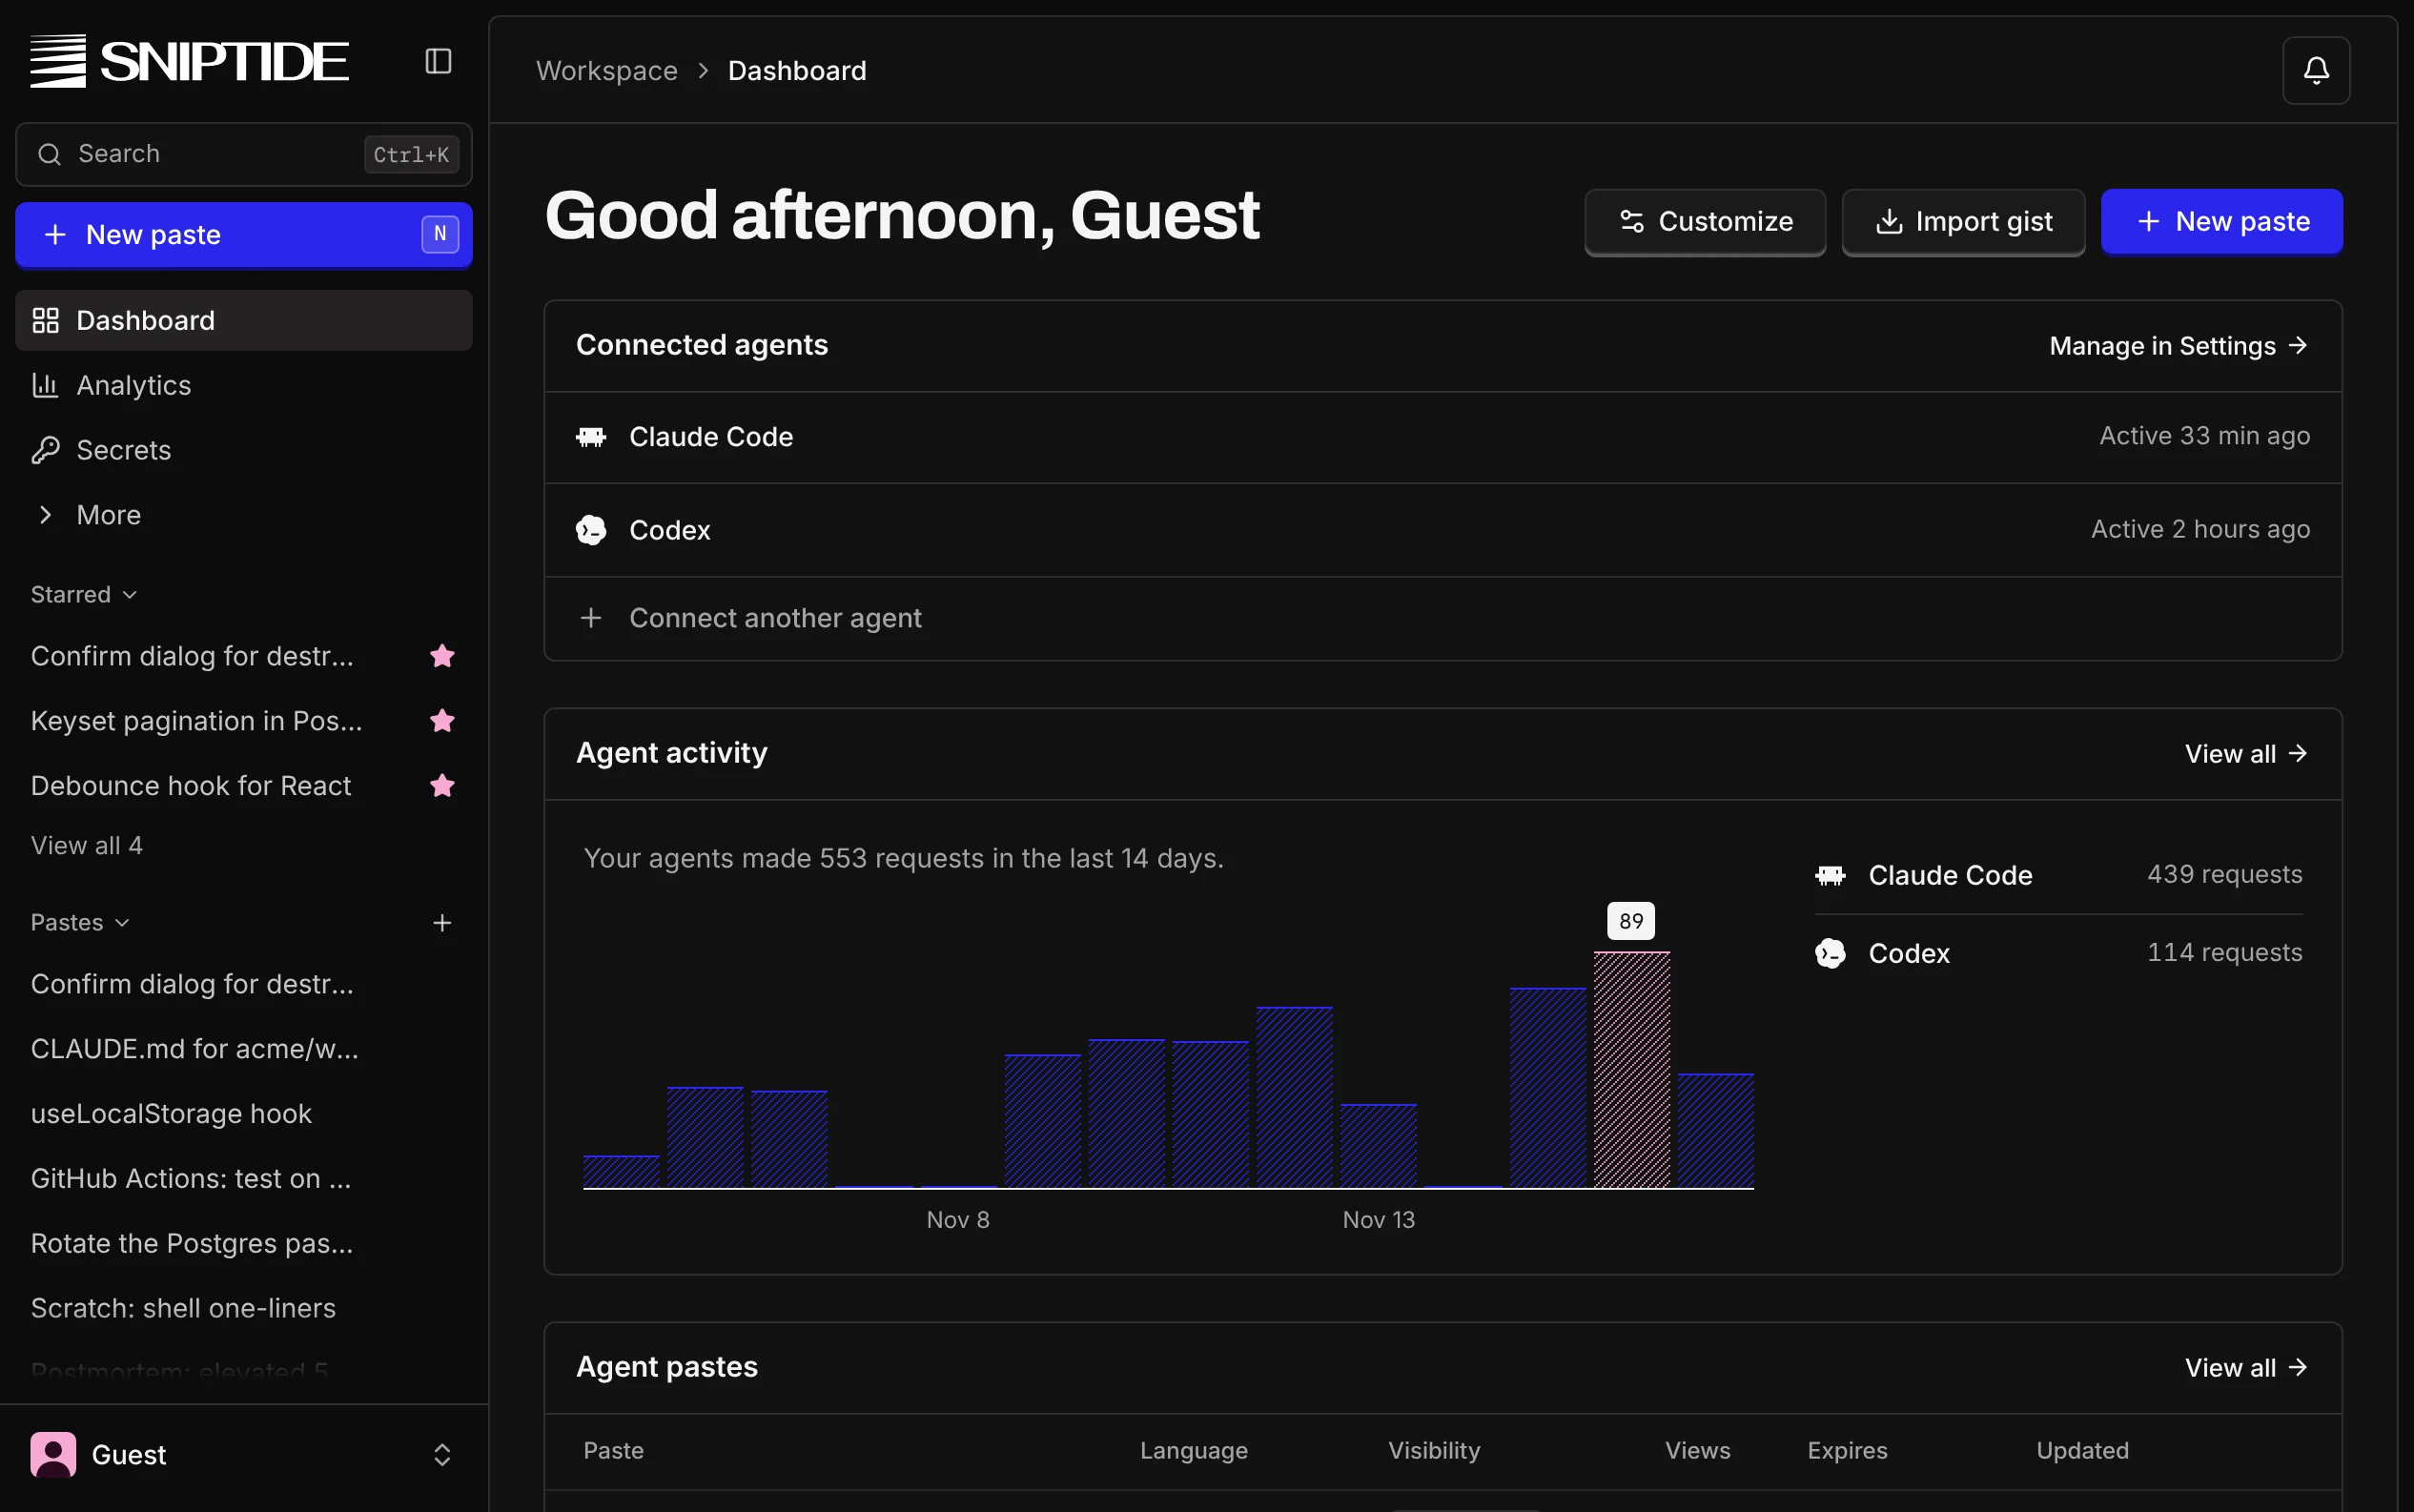 SNIPTIDE
Search Ctrl+K
New paste N
Dashboard
Analytics
Secrets
More
Starred
Confirm dialog for destr...
Keyset pagination in Pos...
Debounce hook for React
View all 4
Pastes
Confirm dialog for destr...
CLAUDE.md for acme/w...
useLocalStorage hook
GitHub Actions: test on ...
Rotate the Postgres pas...
Scratch: shell one-liners
Postmortem: elevated 5
Guest
Workspace > Dashboard
Good afternoon, Guest
Customize
Import gist
New paste
Connected agents
Manage in Settings →
Claude Code Active 33 min ago
Codex Active 2 hours ago
Connect another agent
Agent activity
View all →
Your agents made 553 requests in the last 14 days.
89
Nov 8 Nov 13
Claude Code 439 requests
Codex 114 requests
Agent pastes
View all →
Paste Language Visibility Views Expires Updated